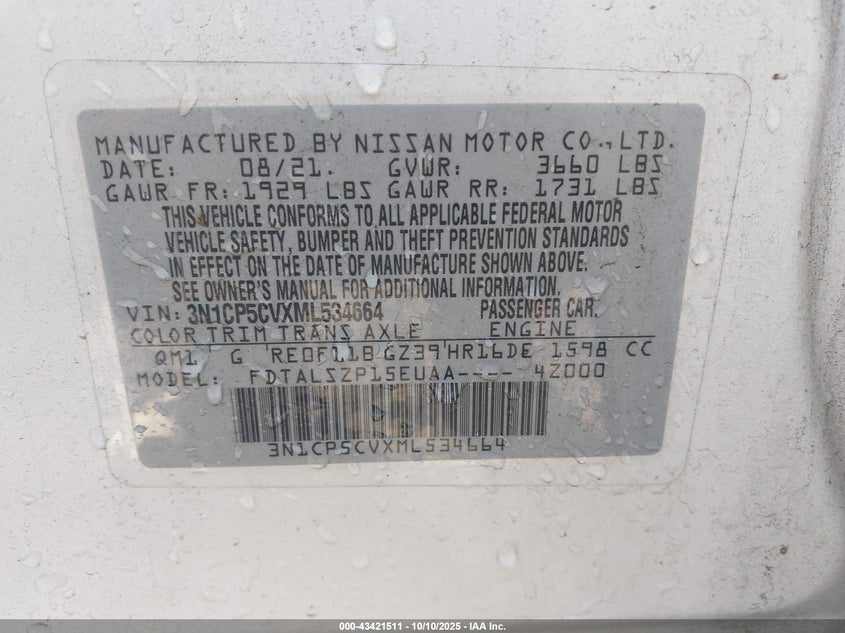 MANUFACTURED BY NISSAN MOTOR CO.,LTD.
DATE: 08/21. GVWR: 3660 LBS
GAWR FR: 1929 LBS GAWR RR: 1731 LBS
THIS VEHICLE CONFORMS TO ALL APPLICABLE FEDERAL MOTOR
VEHICLE SAFETY, BUMPER AND THEFT PREVENTION STANDARDS
IN EFFECT ON THE DATE OF MANUFACTURE SHOWN ABOVE.
SEE OWNER'S MANUAL FOR ADDITIONAL INFORMATION.
VIN: 3N1CP5CVXML534664 PASSENGER CAR.
COLOR TRIM TRANS AXLE ENGINE
QM1 G RE0F11B GZ39 HR16DE 1598 CC
MODEL: FDTALSZP15EUAA---- 4Z000
3N1CP5CVXML534664
000-43421511 - 10/10/2025 - IAA Inc.